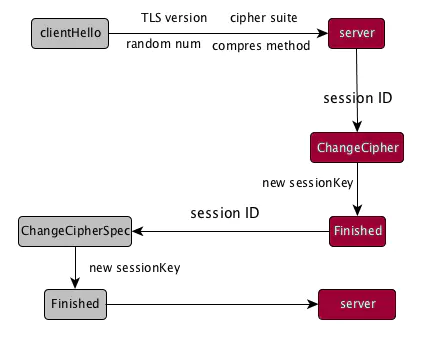 TLS version cipher suite
clientHello server
random num compres method
session ID
ChangeCipher
new sessionKey
session ID
ChangeCipherSpec Finished
new sessionKey
Finished server